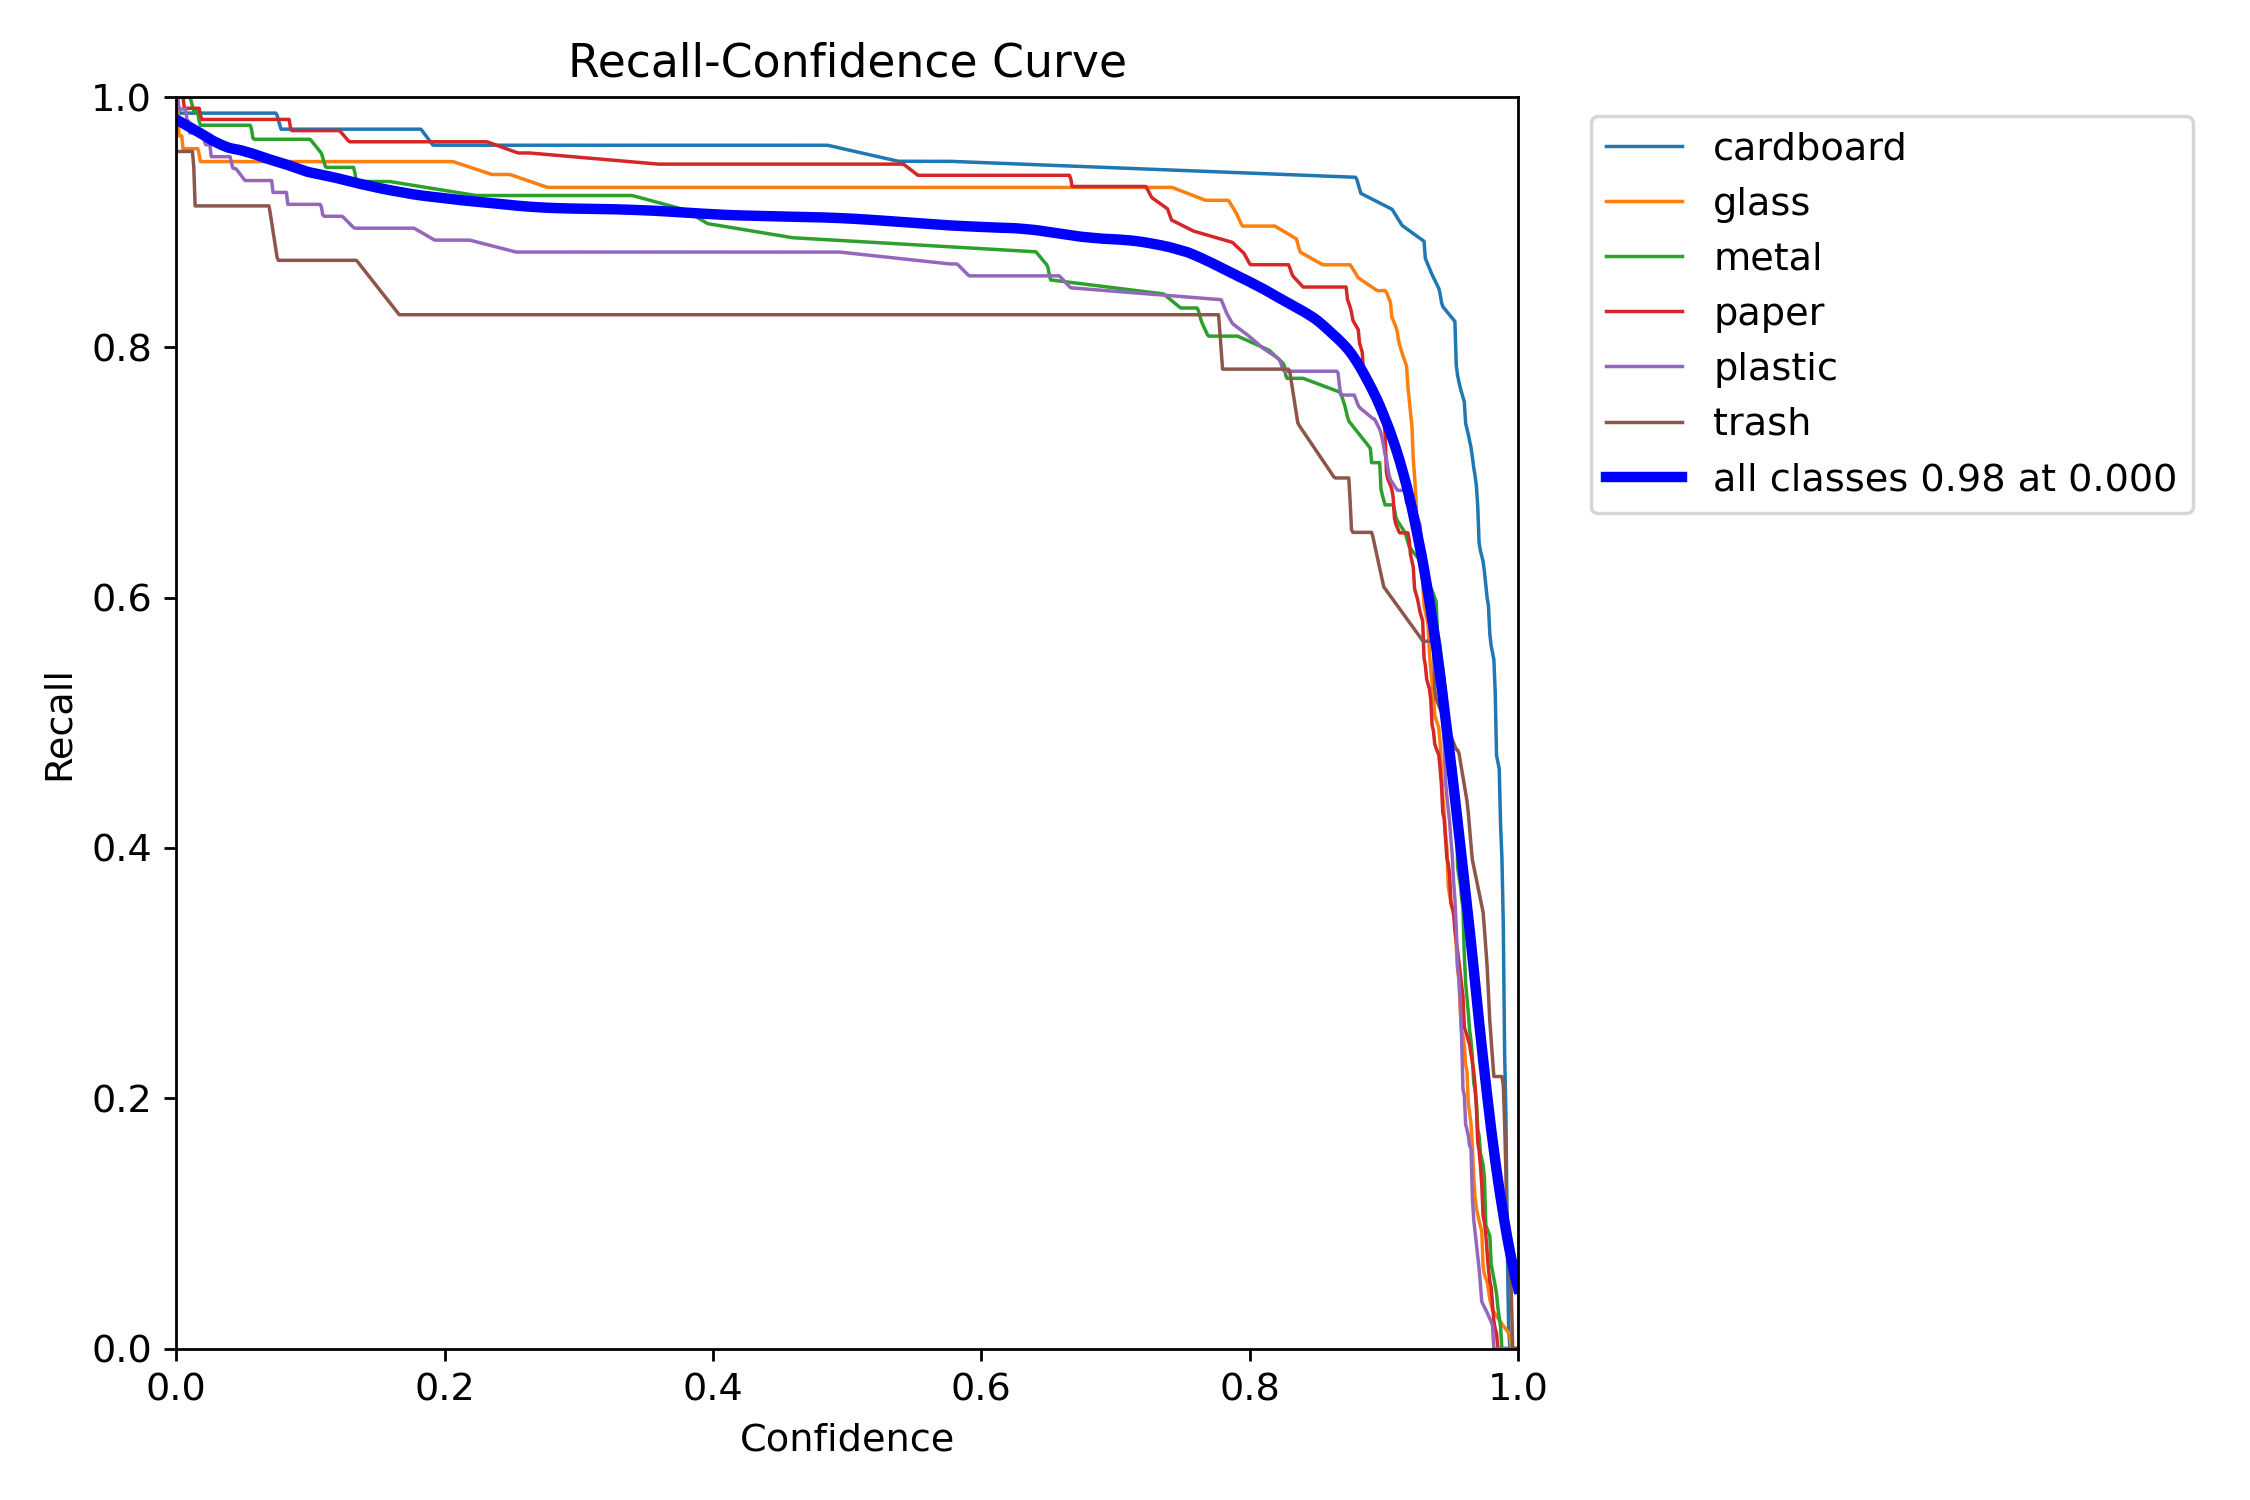 Recall-Confidence Curve
1.0
0.8
0.6
0.4
0.2
0.0
Recall
0.0 0.2 0.4 0.6 0.8 1.0
Confidence
cardboard
glass
metal
paper
plastic
trash
all classes 0.98 at 0.000